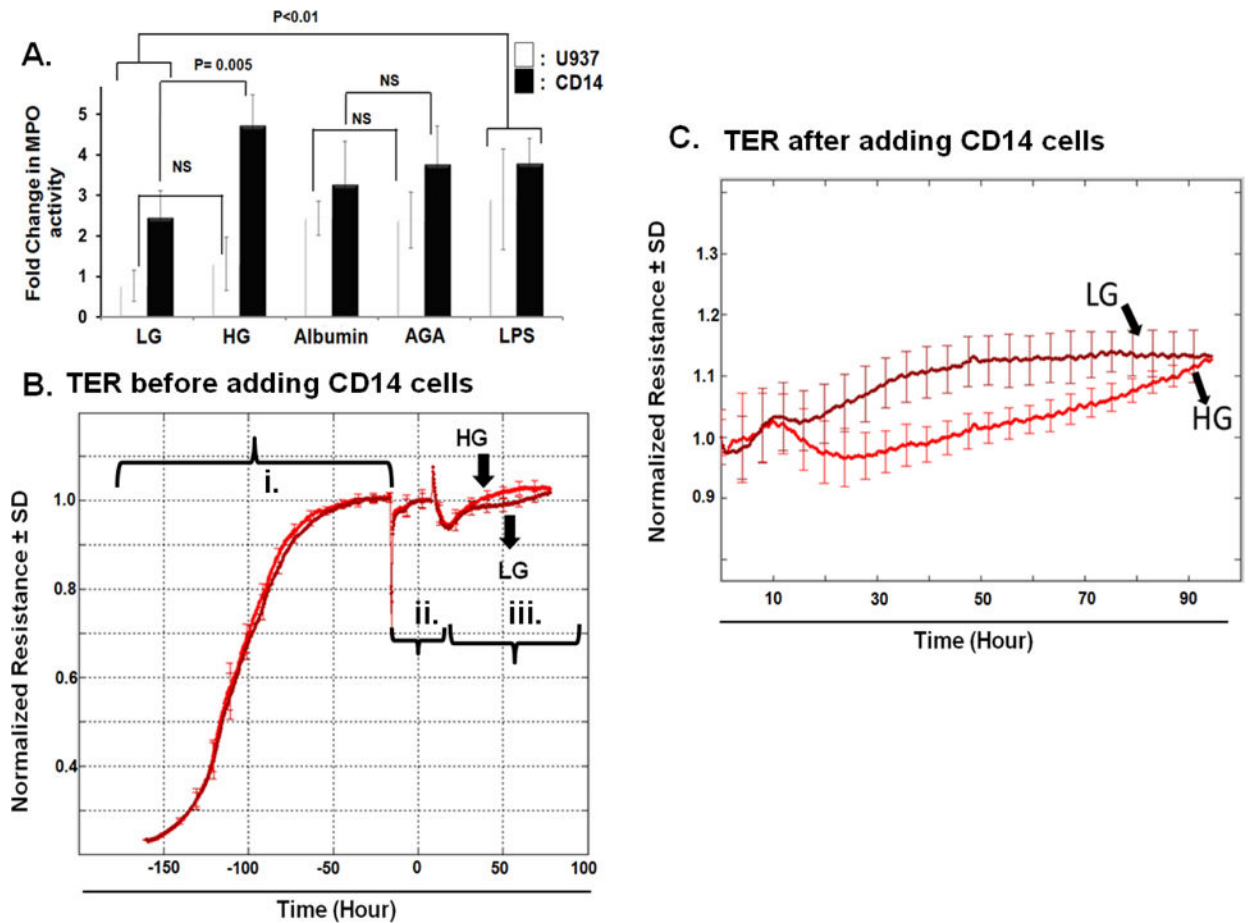 A.
P<0.01
: U937
: CD14
P= 0.005
NS
NS
NS
Fold Change in MPO
activity
5
4
3
2
1
0
LG HG Albumin AGA LPS
B. TER before adding CD14 cells
Normalized Resistance ± SD
1.0
0.8
0.6
0.4
i.
ii.
iii.
HG
LG
-150 -100 -50 0 50 100
Time (Hour)
C. TER after adding CD14 cells
Normalized Resistance ± SD
1.3
1.2
1.1
1.0
0.9
LG
HG
10 30 50 70 90
Time (Hour)